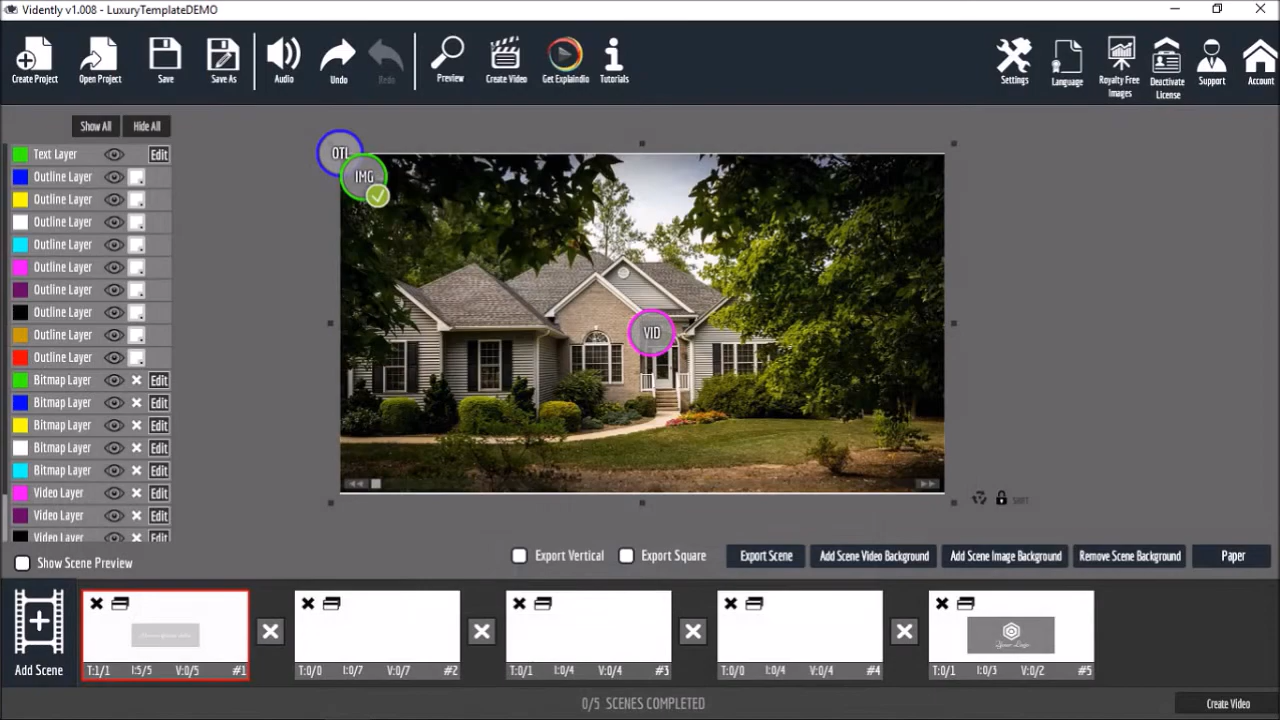 Vidently v1.008 - LuxuryTemplateDEMO
Create Project
Open Project
Save
Save As
Audio
Undo
Redo
Preview
Create Video
Get Explaindio
Tutorials
Settings
Language
Royalty Free
Images
Deactivate
License
Support
Account
Show All
Hide All
Text Layer
Edit
Outline Layer
Outline Layer
Outline Layer
Outline Layer
Outline Layer
Outline Layer
Outline Layer
Outline Layer
Outline Layer
Bitmap Layer
Edit
Bitmap Layer
Edit
Bitmap Layer
Edit
Bitmap Layer
Edit
Bitmap Layer
Edit
Video Layer
Edit
Video Layer
Edit
Video Layer
Edit
OTL
IMG
VID
SHIFT
Show Scene Preview
Export Vertical
Export Square
Export Scene
Add Scene Video Background
Add Scene Image Background
Remove Scene Background
Paper
Add Scene
T:1/1 I:5/5 V:0/5 #1
T:0/0 I:0/7 V:0/7 #2
T:0/1 I:0/4 V:0/4 #3
T:0/0 I:0/4 V:0/4 #4
Your Logo
T:0/1 I:0/3 V:0/2 #5
0/5 SCENES COMPLETED
Create Video